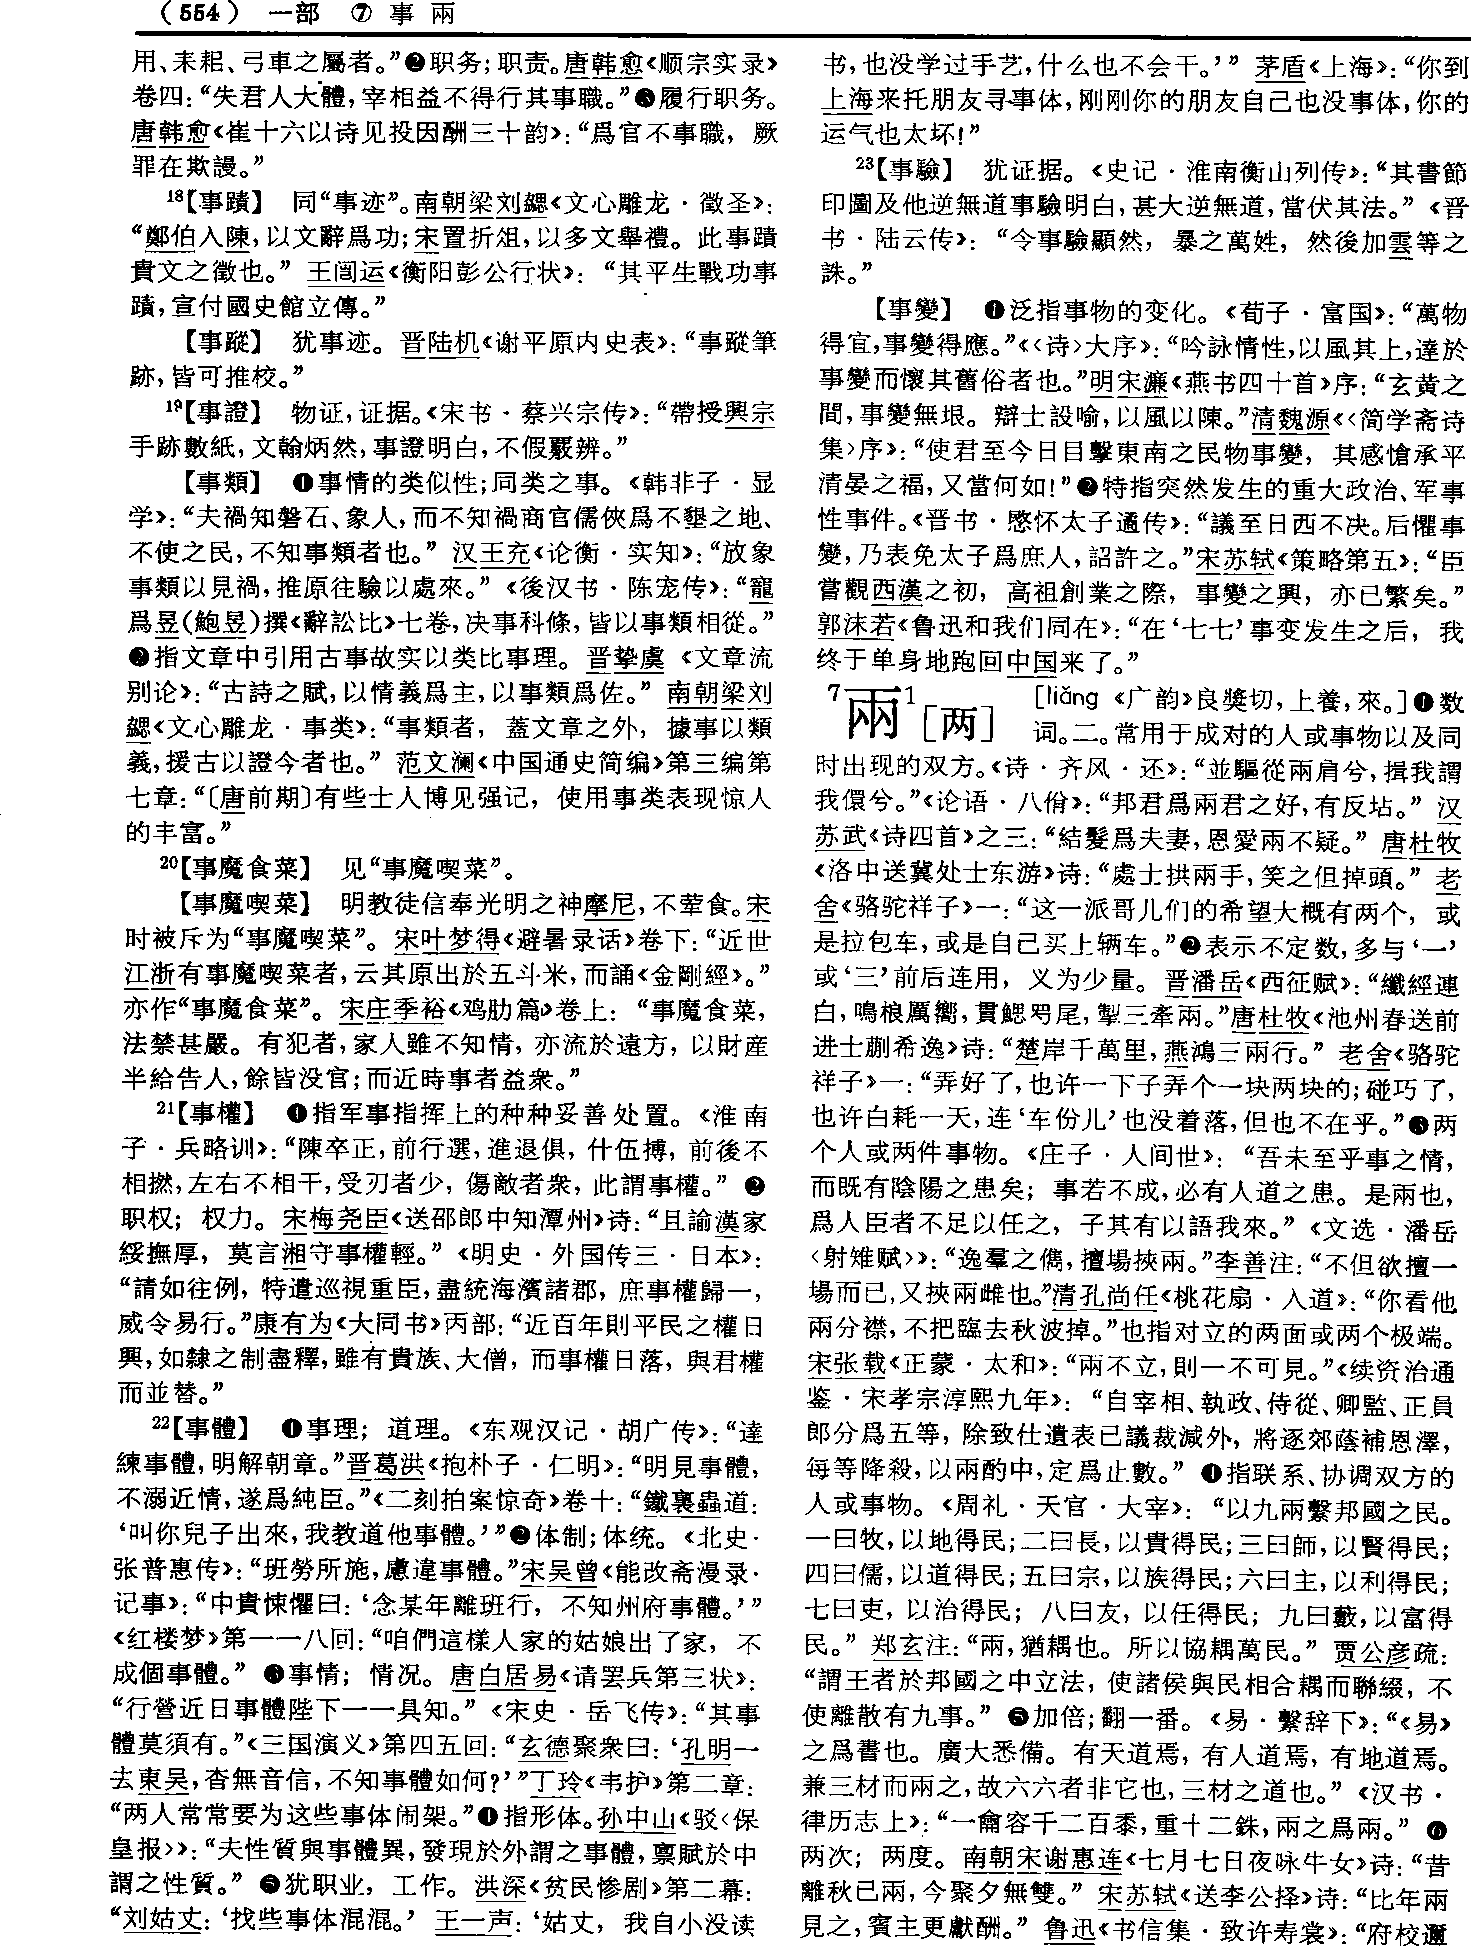 （554） 一部 ⑦ 事 兩
用、耒耜、弓車之屬者。”❷职务；职责。唐韩愈《顺宗实录》
卷四：“失君人大體，宰相益不得行其事職。”❸履行职务。
唐韩愈《崔十六以诗见投因酬三十韵》：“爲官不事職，厥
罪在欺謾。”
18【事蹟】 同“事迹”。南朝梁刘勰《文心雕龙·徵圣》：
“鄭伯入陳，以文辭爲功；宋置折俎，以多文舉禮。此事蹟
貴文之徵也。” 王闿运《衡阳彭公行状》：“其平生戰功事
蹟，宣付國史館立傳。”
【事蹤】 犹事迹。晋陆机《谢平原内史表》：“事蹤筆
跡，皆可推校。”
19【事證】 物证，证据。《宋书·蔡兴宗传》：“帶授興宗
手跡數紙，文翰炳然，事證明白，不假覈辨。”
【事類】 ❶事情的类似性；同类之事。《韩非子·显
学》：“夫禍知磐石、象人，而不知禍商官儒俠爲不墾之地、
不使之民，不知事類者也。” 汉王充《论衡·实知》：“放象
事類以見禍，推原往驗以處來。” 《後汉书·陈宠传》：“寵
爲昱（鮑昱）撰《辭訟比》七卷，决事科條，皆以事類相從。”
❷指文章中引用古事故实以类比事理。晋挚虞《文章流
别论》：“古詩之賦，以情義爲主，以事類爲佐。” 南朝梁刘
勰《文心雕龙·事类》：“事類者，蓋文章之外，據事以類
義，援古以證今者也。” 范文澜《中国通史简编》第三编第
七章：“〔唐前期〕有些士人博见强记，使用事类表现惊人
的丰富。”
20【事魔食菜】 见“事魔喫菜”。
【事魔喫菜】 明教徒信奉光明之神摩尼，不荤食。宋
时被斥为“事魔喫菜”。宋叶梦得《避暑录话》卷下：“近世
江浙有事魔喫菜者，云其原出於五斗米，而誦《金剛經》。”
亦作“事魔食菜”。宋庄季裕《鸡肋篇》卷上：“事魔食菜，
法禁甚嚴。有犯者，家人雖不知情，亦流於遠方，以財産
半給告人，餘皆没官；而近時事者益衆。”
21【事權】 ❶指军事指挥上的种种妥善处置。《淮南
子·兵略训》：“陳卒正，前行選，進退俱，什伍搏，前後不
相撚，左右不相干，受刃者少，傷敵者衆，此謂事權。” ❷
职权；权力。宋梅尧臣《送邵郎中知潭州》诗：“且諭漢家
綏撫厚，莫言湘守事權輕。”《明史·外国传三·日本》：
“請如往例，特遣巡視重臣，盡統海濱諸郡，庶事權歸一，
威令易行。”康有为《大同书》丙部：“近百年則平民之權日
興，如隸之制盡釋，雖有貴族、大僧，而事權日落，與君權
而並替。”
22【事體】 ❶事理；道理。《东观汉记·胡广传》：“達
練事體，明解朝章。”晋葛洪《抱朴子·仁明》：“明見事體，
不溺近情，遂爲純臣。”《二刻拍案惊奇》卷十：“鐵裏蟲道：
‘叫你兒子出來，我教道他事體。’”❷体制；体统。《北史·
张普惠传》：“班勞所施，慮違事體。”宋吴曾《能改斋漫录·
记事》：“中貴悚懼曰：‘念某年離班行，不知州府事體。’”
《红楼梦》第一一八回：“咱們這樣人家的姑娘出了家，不
成個事體。” ❸事情；情况。唐白居易《请罢兵第三状》：
“行營近日事體陛下一一具知。”《宋史·岳飞传》：“其事
體莫須有。”《三国演义》第四五回：“玄德聚衆曰：‘孔明一
去東吴，杳無音信，不知事體如何？’”丁玲《韦护》第二章：
“两人常常要为这些事体闹架。”❹指形体。孙中山《驳〈保
皇报〉》：“夫性質與事體異，發現於外謂之事體，禀賦於中
謂之性質。” ❺犹职业，工作。洪深《贫民惨剧》第二幕：
“刘姑丈：‘找些事体混混。’ 王一声：‘姑丈，我自小没读
书，也没学过手艺，什么也不会干。’” 茅盾《上海》：“你到
上海来托朋友寻事体，刚刚你的朋友自己也没事体，你的
运气也太坏！”
23【事驗】 犹证据。《史记·淮南衡山列传》：“其書節
印圖及他逆無道事驗明白，甚大逆無道，當伏其法。” 《晋
书·陆云传》：“令事驗顯然，暴之萬姓，然後加雲等之
誅。”
【事變】 ❶泛指事物的变化。《荀子·富国》：“萬物
得宜，事變得應。”《〈诗〉大序》：“吟詠情性，以風其上，達於
事變而懷其舊俗者也。”明宋濂《燕书四十首》序：“玄黄之
間，事變無垠。辯士設喻，以風以陳。”清魏源《〈简学斋诗
集〉序》：“使君至今日目擊東南之民物事變，其感愴承平
清晏之福，又當何如！”❷特指突然发生的重大政治、军事
性事件。《晋书·愍怀太子遹传》：“議至日西不决。后懼事
變，乃表免太子爲庶人，詔許之。”宋苏轼《策略第五》：“臣
嘗觀西漢之初，高祖創業之際，事變之興，亦已繁矣。”
郭沫若《鲁迅和我们同在》：“在‘七七’事变发生之后，我
终于单身地跑回中国来了。”
7兩1［两］ ［liǎng 《广韵》良奬切，上養，來。］❶数
词。二。常用于成对的人或事物以及同
时出现的双方。《诗·齐风·还》：“並驅從兩肩兮，揖我謂
我儇兮。”《论语·八佾》：“邦君爲兩君之好，有反坫。” 汉
苏武《诗四首》之三：“結髮爲夫妻，恩愛兩不疑。” 唐杜牧
《洛中送冀处士东游》诗：“處士拱兩手，笑之但掉頭。” 老
舍《骆驼祥子》一：“这一派哥儿们的希望大概有两个，或
是拉包车，或是自己买上辆车。”❷表示不定数，多与‘一’
或‘三’前后连用，义为少量。晋潘岳《西征赋》：“纖經連
白，鳴桹厲響，貫鰓𦊰尾，掣三牽兩。”唐杜牧《池州春送前
进士蒯希逸》诗：“楚岸千萬里，燕鴻三兩行。” 老舍《骆驼
祥子》一：“弄好了，也许一下子弄个一块两块的；碰巧了，
也许白耗一天，连‘车份儿’也没着落，但也不在乎。”❸两
个人或两件事物。《庄子·人间世》：“吾未至乎事之情，
而既有陰陽之患矣；事若不成，必有人道之患。是兩也，
爲人臣者不足以任之，子其有以語我來。” 《文选·潘岳
〈射雉赋〉》：“逸羣之儁，擅場挾兩。”李善注：“不但欲擅一
場而已，又挾兩雌也。”清孔尚任《桃花扇·入道》：“你看他
兩分襟，不把臨去秋波掉。”也指对立的两面或两个极端。
宋张载《正蒙·太和》：“兩不立，則一不可見。”《续资治通
鉴·宋孝宗淳熙九年》：“自宰相、執政、侍從、卿監、正員
郎分爲五等，除致仕遺表已議裁減外，將逐郊蔭補恩澤，
每等降殺，以兩酌中，定爲止數。” ❹指联系、协调双方的
人或事物。《周礼·天官·大宰》：“以九兩繫邦國之民。
一曰牧，以地得民；二曰長，以貴得民；三曰師，以賢得民；
四曰儒，以道得民；五曰宗，以族得民；六曰主，以利得民；
七曰吏，以治得民；八曰友，以任得民；九曰藪，以富得
民。” 郑玄注：“兩，猶耦也。所以協耦萬民。” 贾公彦疏：
“謂王者於邦國之中立法，使諸侯與民相合耦而聯綴，不
使離散有九事。” ❺加倍；翻一番。《易·繫辞下》：“《易》
之爲書也。廣大悉備。有天道焉，有人道焉，有地道焉。
兼三材而兩之，故六六者非它也，三材之道也。” 《汉书·
律历志上》：“一龠容千二百黍，重十二銖，兩之爲兩。” ❻
两次；两度。南朝宋谢惠连《七月七日夜咏牛女》诗：“昔
離秋已兩，今聚夕無雙。” 宋苏轼《送李公择》诗：“比年兩
見之，賓主更獻酬。” 鲁迅《书信集·致许寿裳》：“府校邇